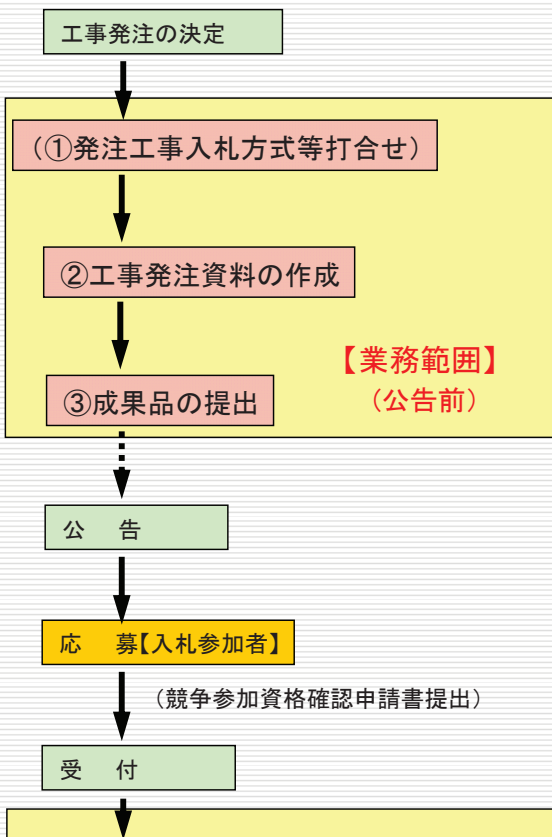 工事発注の決定
（①発注工事入札方式等打合せ）
②工事発注資料の作成
【業務範囲】
（公告前）
③成果品の提出
公　告
応　募【入札参加者】
（競争参加資格確認申請書提出）
受　付